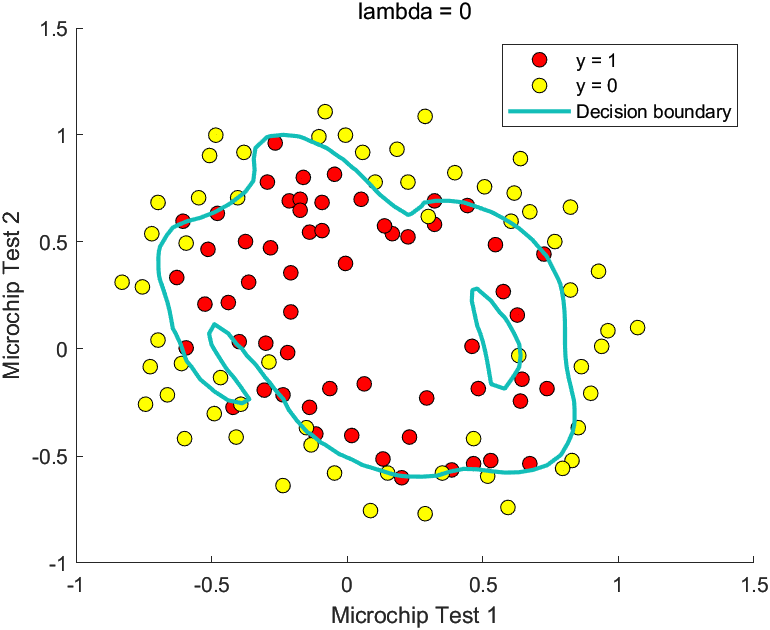 lambda = 0
1.5
1
0.5
0
-0.5
-1
-1
-0.5
0
0.5
1
1.5
Microchip Test 1
Microchip Test 2
y = 1
y = 0
Decision boundary